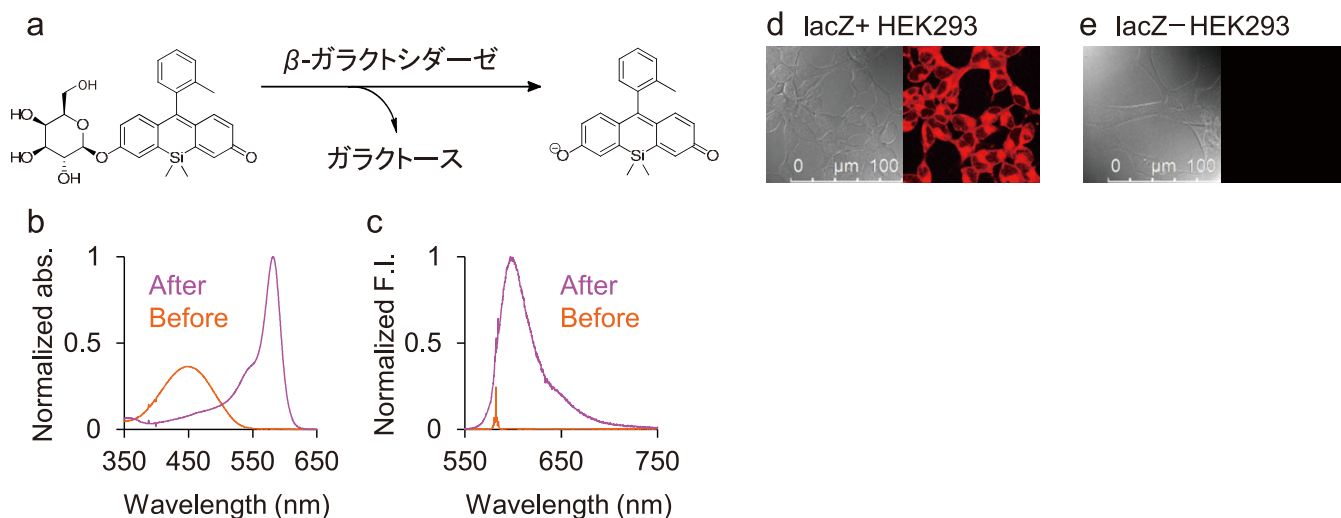 a
β-ガラクトシダーゼ
ガラクトース
OH
HO
O
HO
OH
O
Si
O
⊖
O
Si
O
d lacZ+ HEK293
0 μm 100
e lacZ−HEK293
0 μm 100
b
1
After
Before
0.5
0
350 450 550 650
Normalized abs.
Wavelength (nm)
c
1
After
Before
0.5
0
550 650 750
Normalized F.I.
Wavelength (nm)